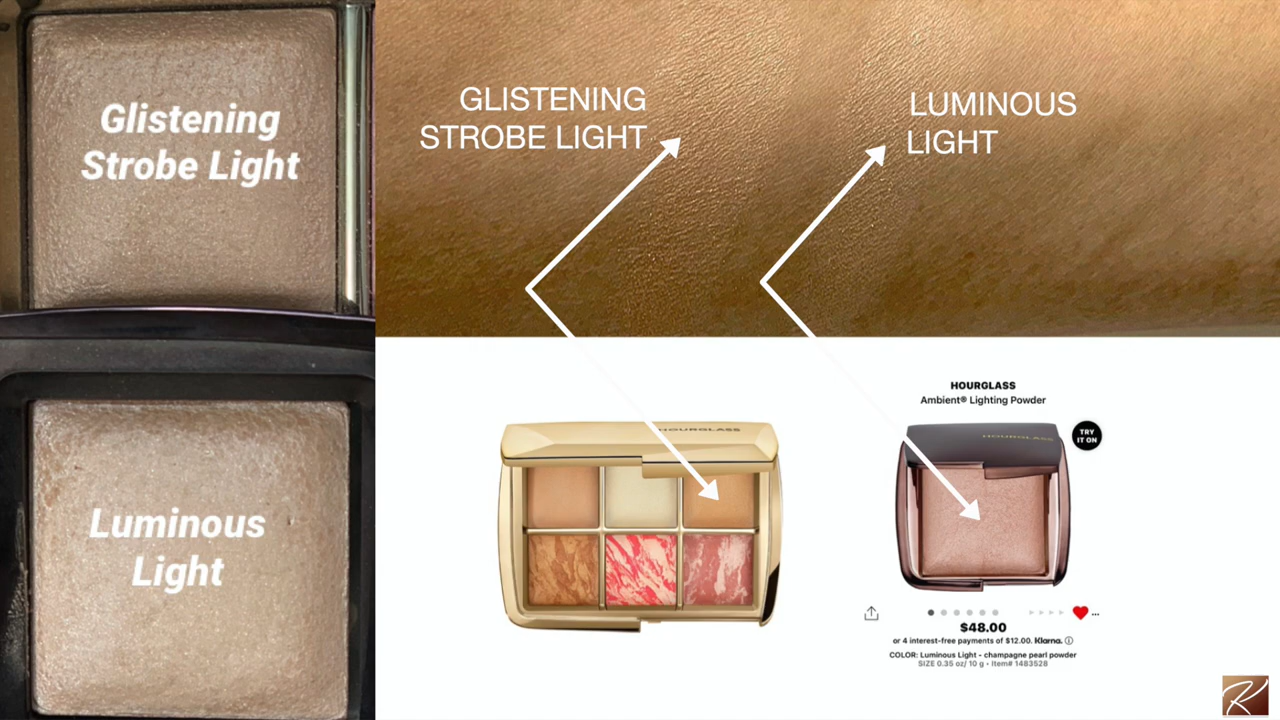 Glistening
Strobe Light
GLISTENING
STROBE LIGHT
LUMINOUS
LIGHT
Luminous
Light
HOURGLASS
HOURGLASS
Ambient® Lighting Powder
TRY
IT ON
HOURGLASS
$48.00
or 4 interest-free payments of $12.00. Klarna. ⓘ
COLOR: Luminous Light - champagne pearl powder
SIZE 0.35 oz/ 10 g • Item# 1483528
K